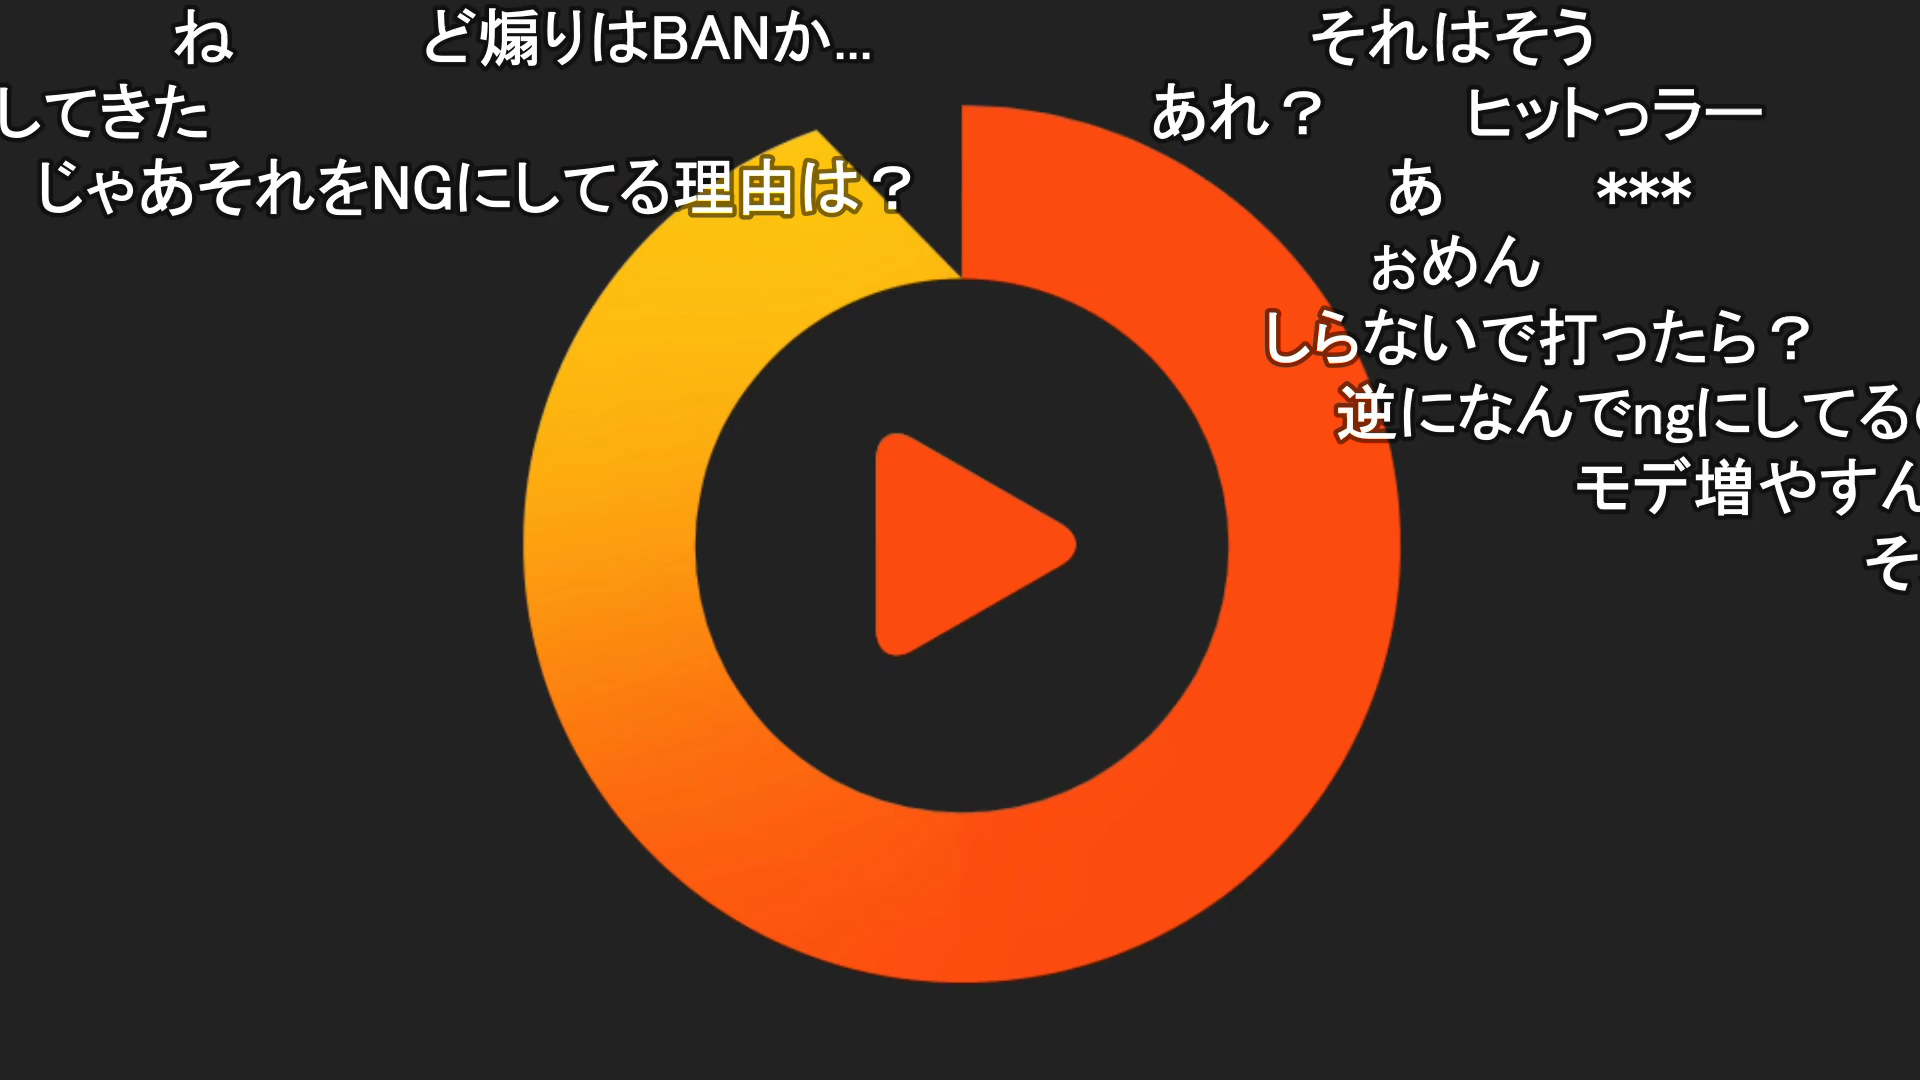 ね
ど煽りはBANか...
それはそう
してきた
あれ？
ヒットっラー
じゃあそれをNGにしてる理由は？
あ
***
ぉめん
しらないで打ったら？
逆になんでngにしてる
モデ増やすん
そ